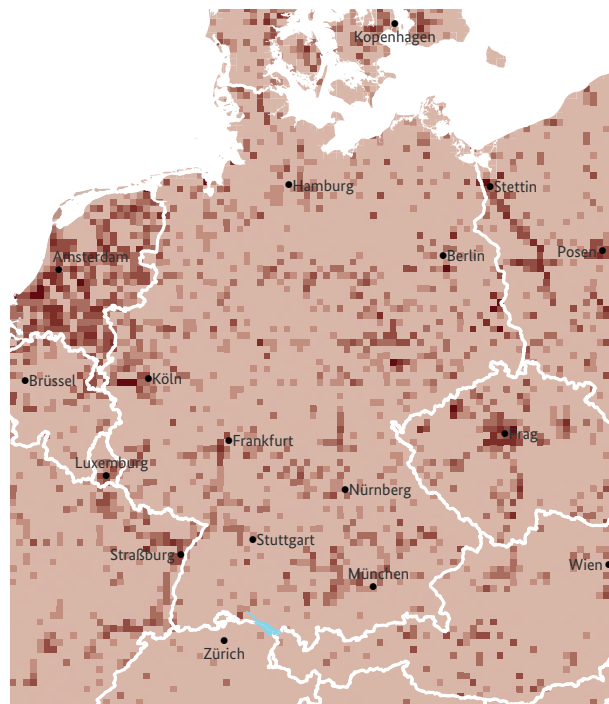 Kopenhagen
Hamburg
Stettin
Amsterdam
Berlin
Posen
Brüssel
Köln
Frankfurt
Prag
Luxemburg
Nürnberg
Straßburg
Stuttgart
München
Wien
Zürich